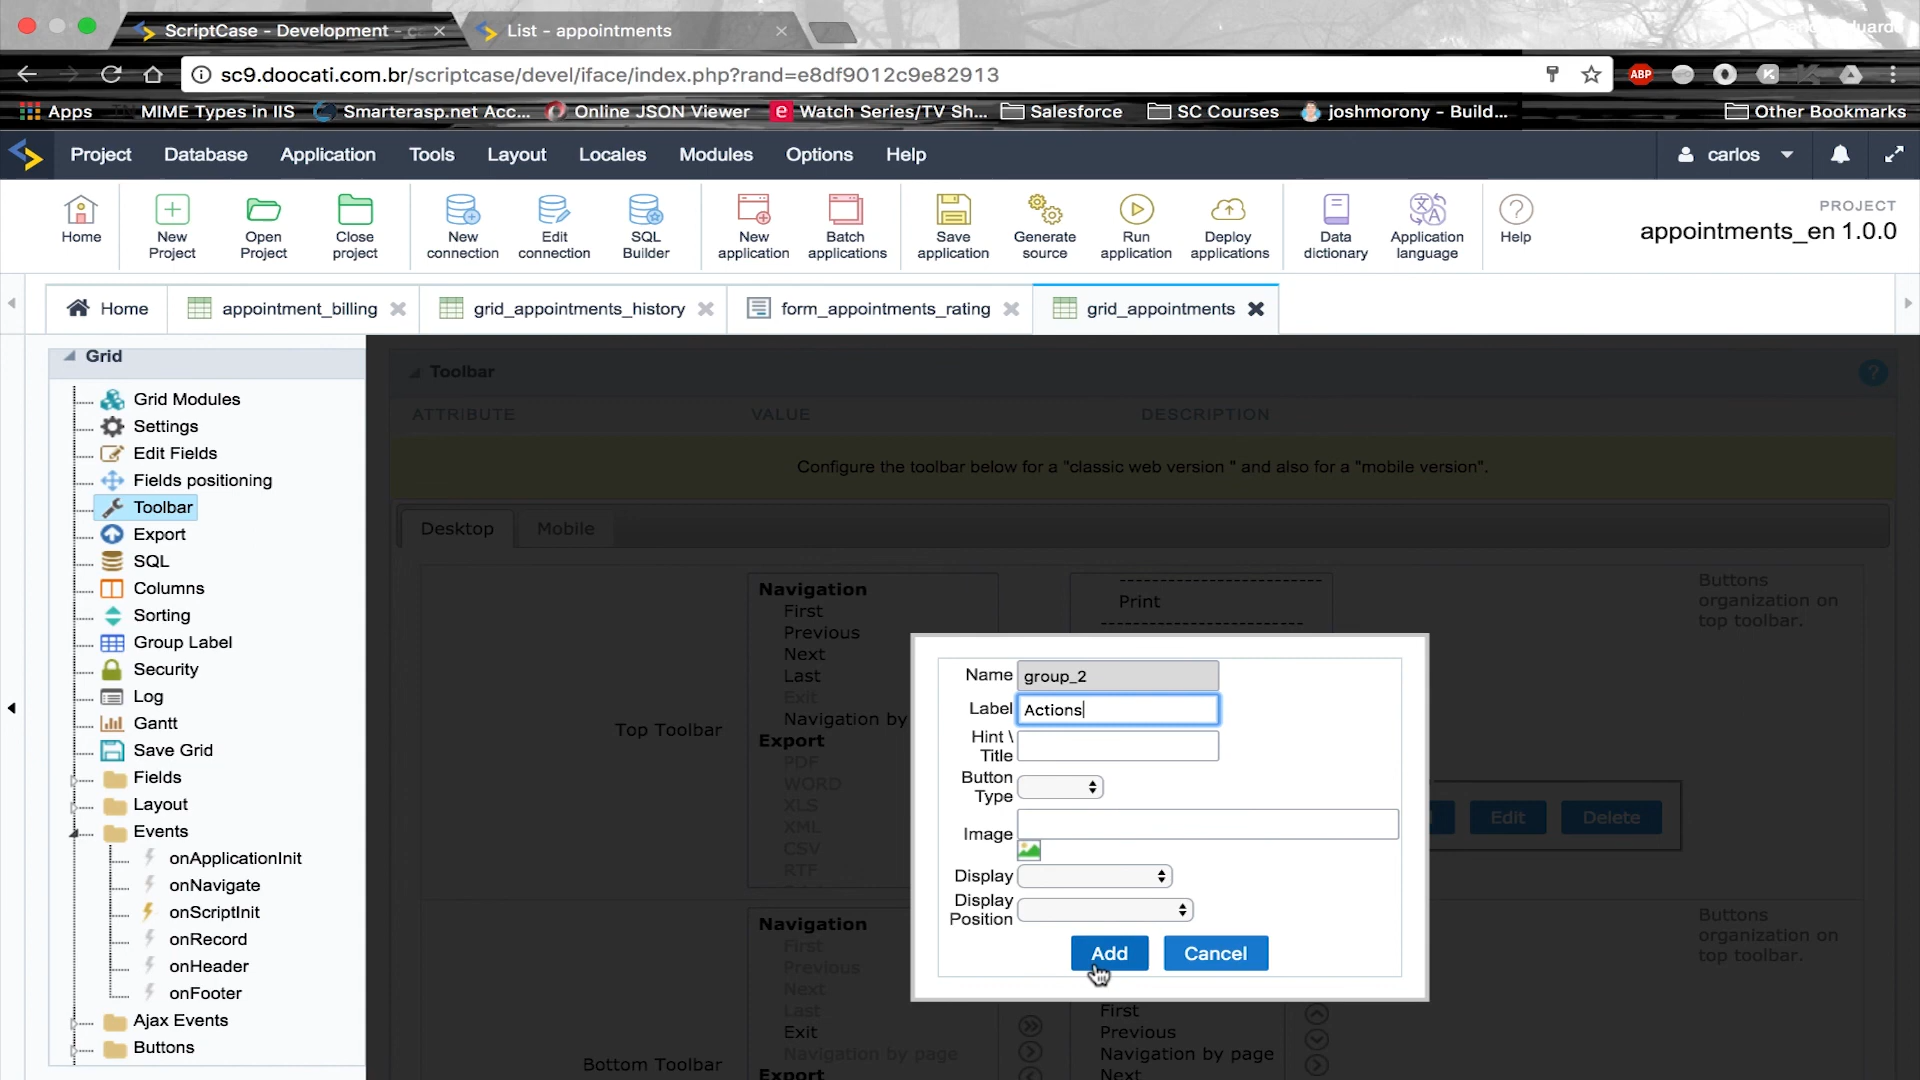 ScriptCase - Development - c
List - appointments
sc9.doocati.com.br/scriptcase/devel/iface/index.php?rand=e8df9012c9e82913
ABP
Apps
MIME Types in IIS
Smarterasp.net Acc...
Online JSON Viewer
Watch Series/TV Sh...
Salesforce
SC Courses
joshmorony - Build...
Other Bookmarks
Project
Database
Application
Tools
Layout
Locales
Modules
Options
Help
carlos
Home
New Project
Open Project
Close project
New connection
Edit connection
SQL Builder
New application
Batch applications
Save application
Generate source
Run application
Deploy applications
Data dictionary
Application language
Help
PROJECT
appointments_en 1.0.0
Home
appointment_billing
grid_appointments_history
form_appointments_rating
grid_appointments
Grid
Grid Modules
Settings
Edit Fields
Fields positioning
Toolbar
Export
SQL
Columns
Sorting
Group Label
Security
Log
Gantt
Save Grid
Fields
Layout
Events
onApplicationInit
onNavigate
onScriptInit
onRecord
onHeader
onFooter
Ajax Events
Buttons
Toolbar
ATTRIBUTE
VALUE
DESCRIPTION
Configure the toolbar below for a "classic web version " and also for a "mobile version".
Desktop
Mobile
Top Toolbar
Navigation
First
Previous
Next
Last
Exit
Navigation by
Export
PDF
WORD
XLS
XML
CSV
RTF
------------------------
Print
------------------------
Buttons
organization on
top toolbar.
Edit
Delete
Name
group_2
Label
Actions
Hint \
Title
Button
Type
Image
Display
Display
Position
Add
Cancel
Bottom Toolbar
Navigation
First
Previous
Next
Last
Exit
Navigation by page
Export
First
Previous
Navigation by page
Next
Buttons
organization on
top toolbar.